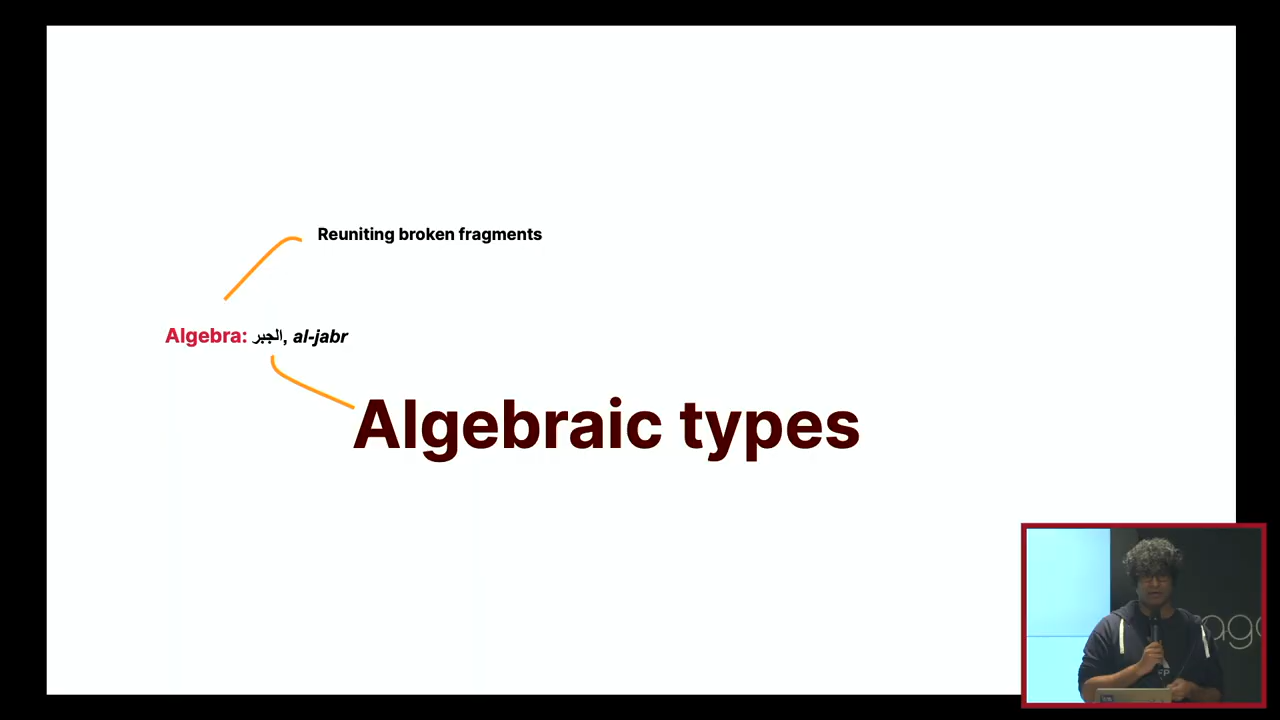 Reuniting broken fragments
Algebra: الجبر, al-jabr
Algebraic types